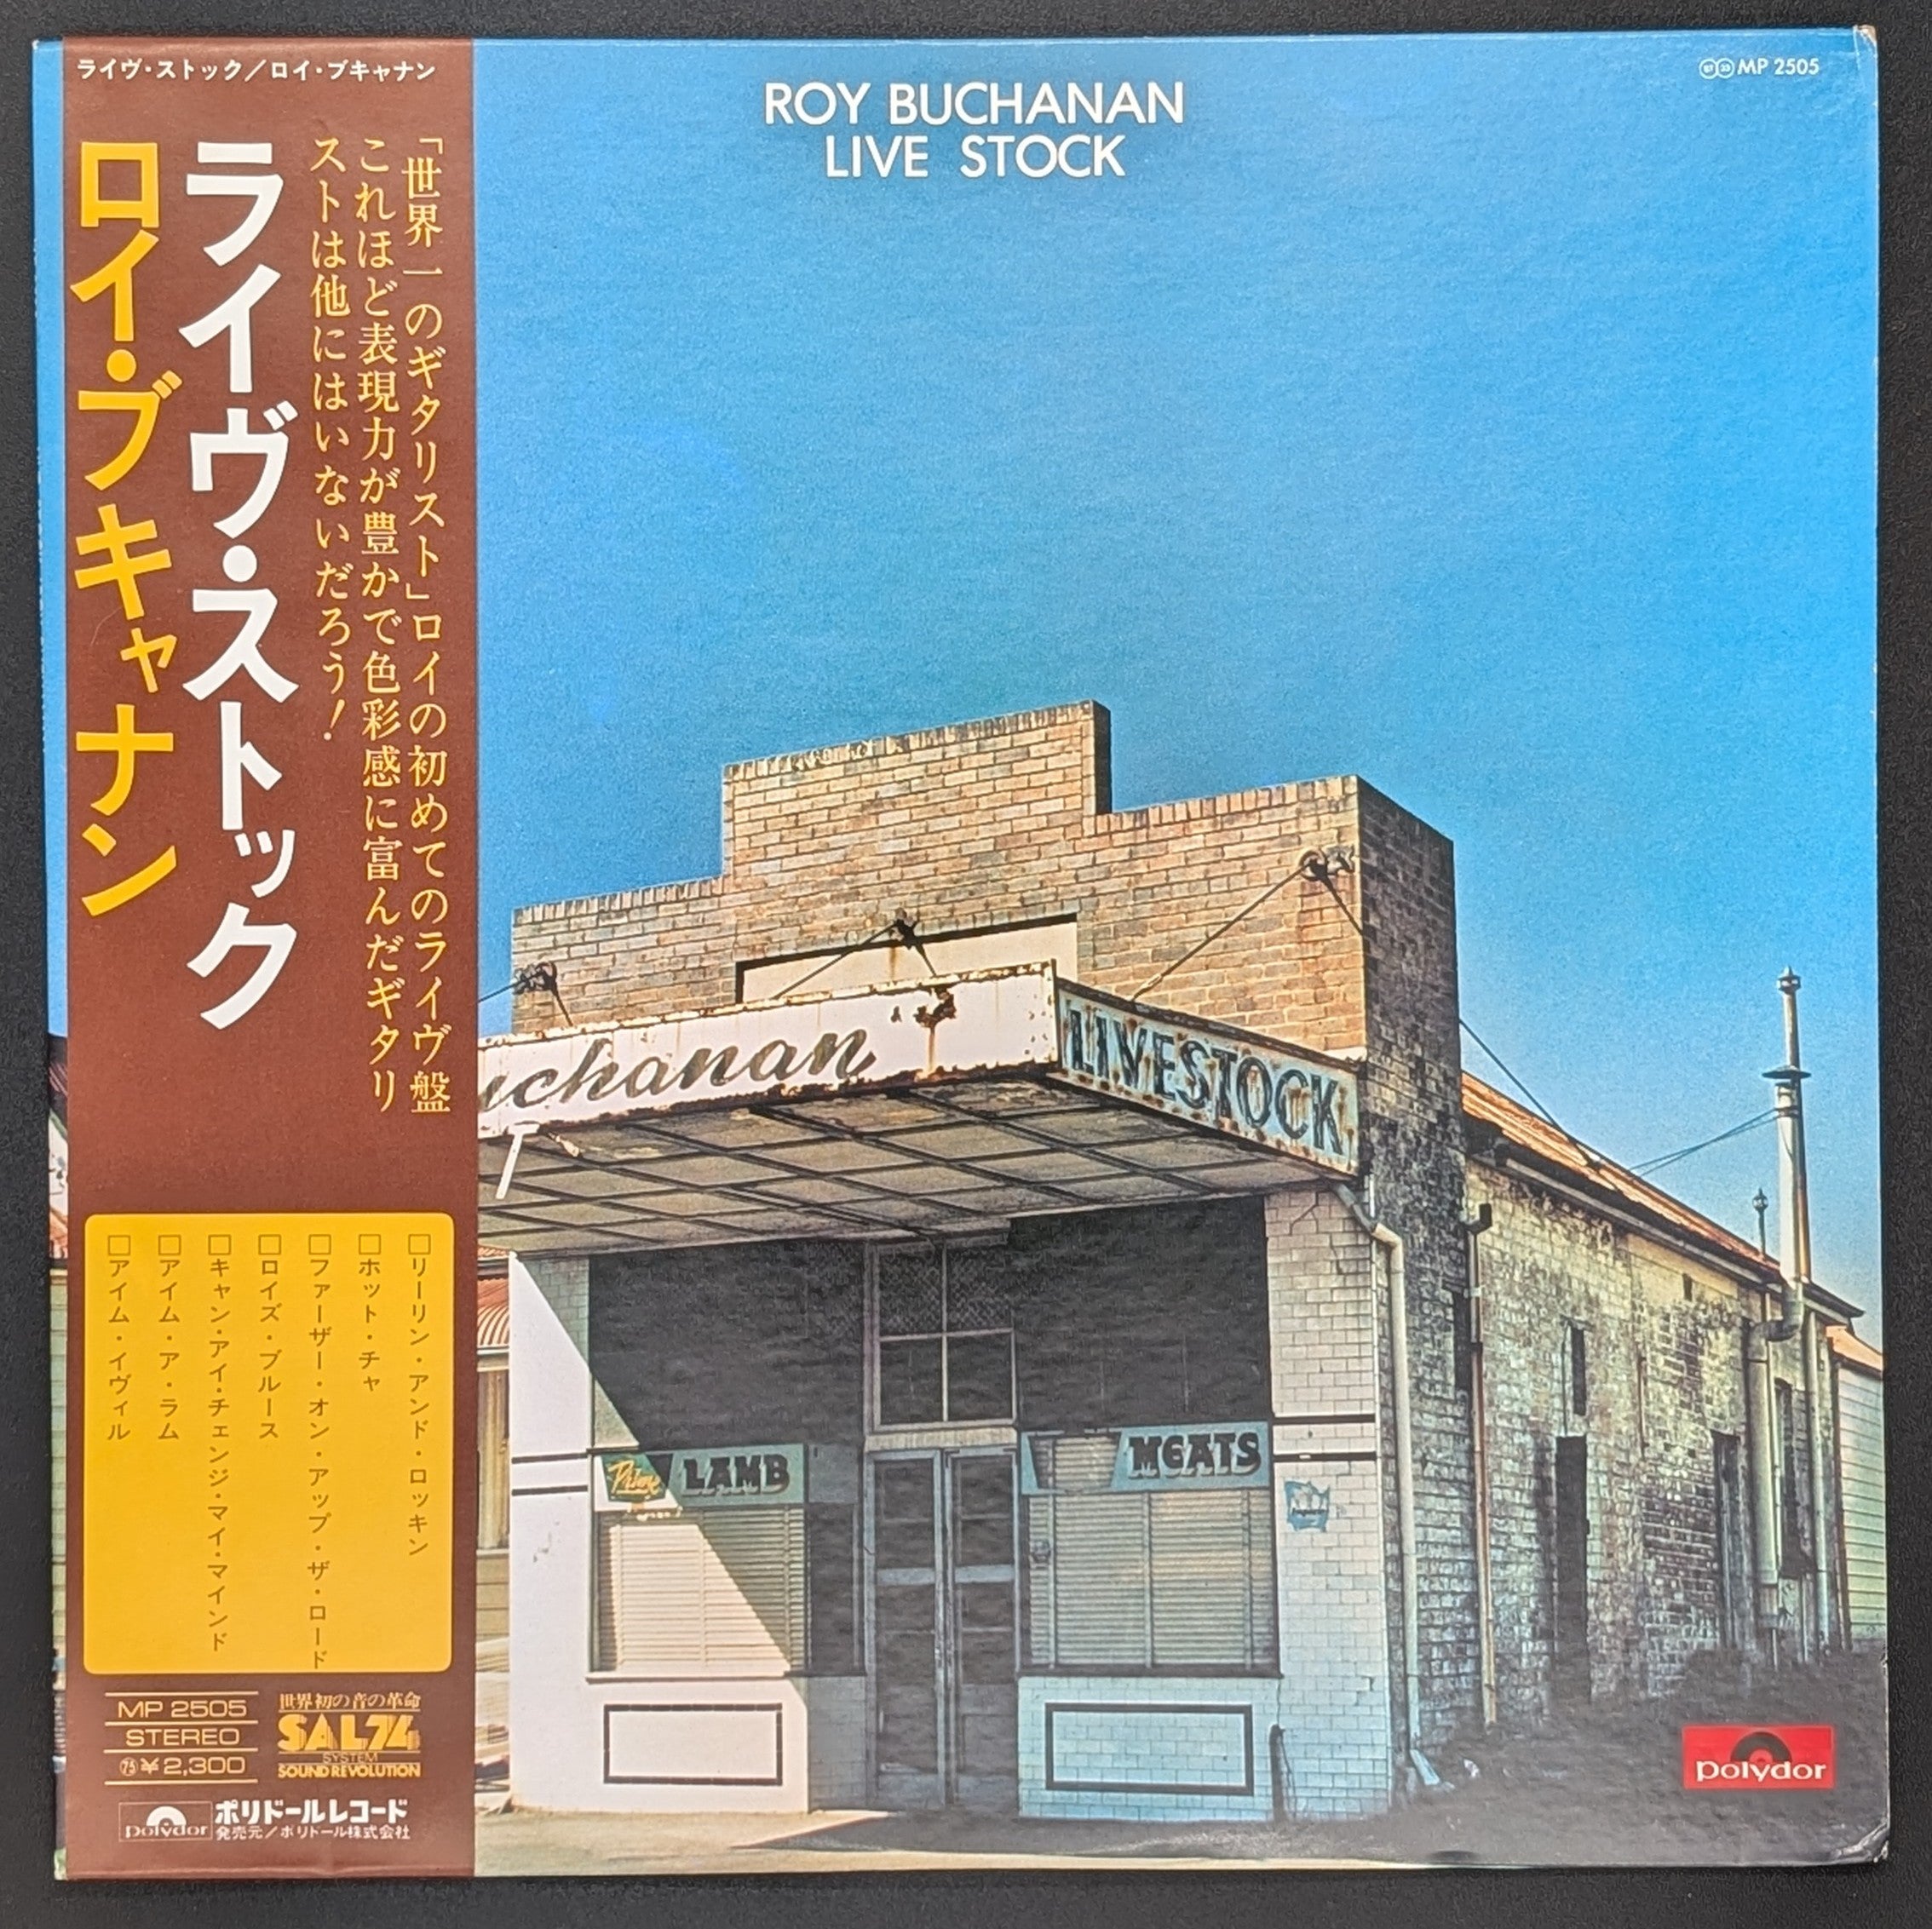 ライヴ・ストック/ロイ・ブキャナン
「世界一のギタリスト」ロイの初めてのライヴ盤
これほど表現力が豊かで色彩感に富んだギタリ
ストは他にはいないだろう!
ライヴ・ストック
ロイ・ブキャナン
□リーリン・アンド・ロッキン
□ホット・チャ
□ファーザー・オン・アップ・ザ・ロード
□ロイズ・ブルース
□キャン・アイ・チェンジ・マイ・マインド
□アイム・ア・ラム
□アイム・イヴィル
MP 2505
STEREO
㊄¥2,300
世界初の音の革命
SAL74
SYSTEM
SOUND REVOLUTION
polydor
ポリドールレコード
発売元/ポリドール株式会社
MP 2505
ROY BUCHANAN
LIVE STOCK
uchanan
LIVESTOCK
Prime LAMB
MEATS
polydor